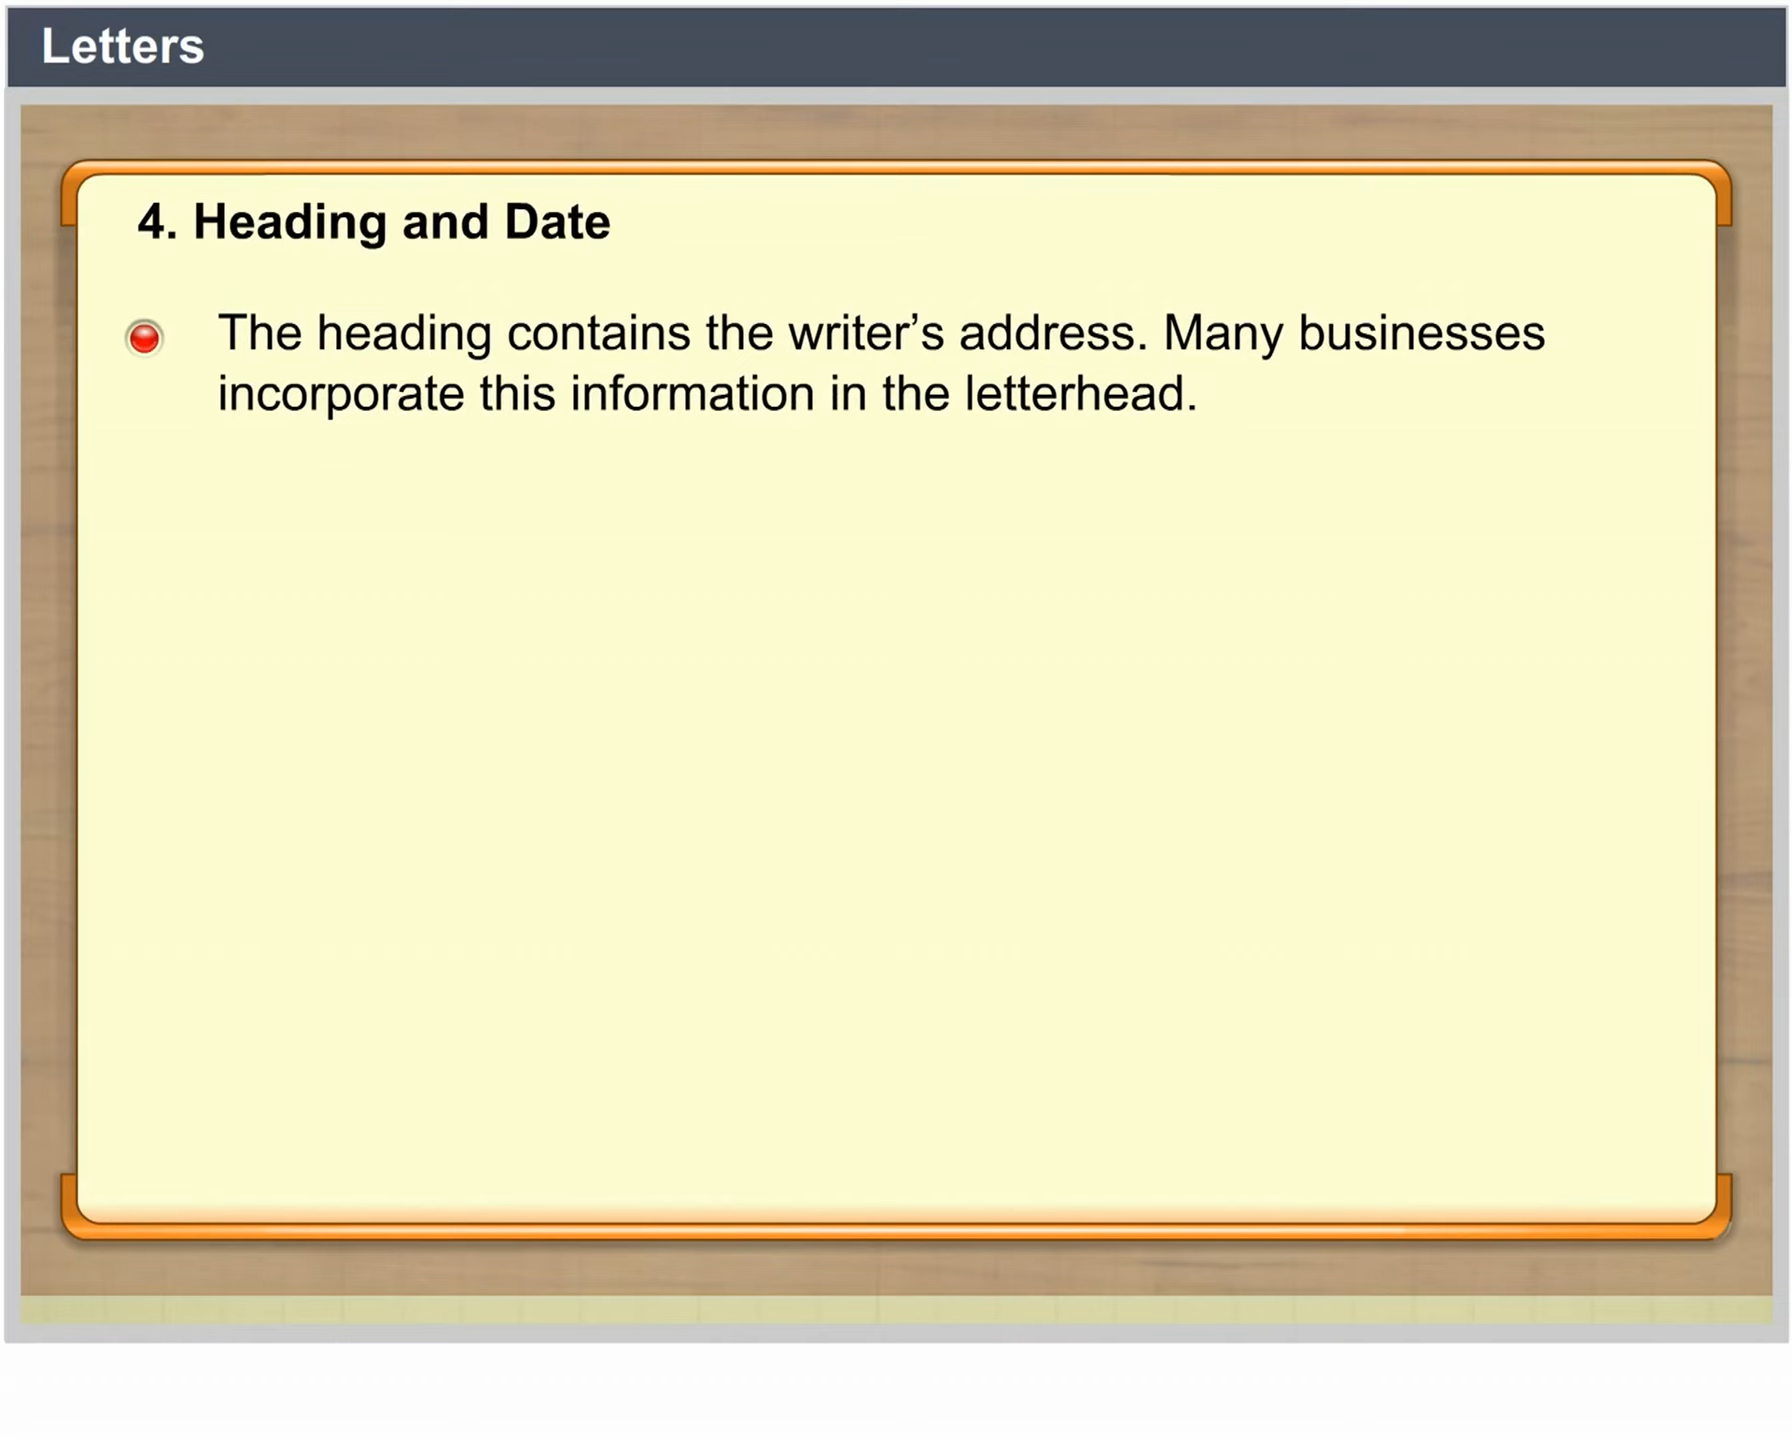 Letters
4. Heading and Date
The heading contains the writer’s address. Many businesses
incorporate this information in the letterhead.